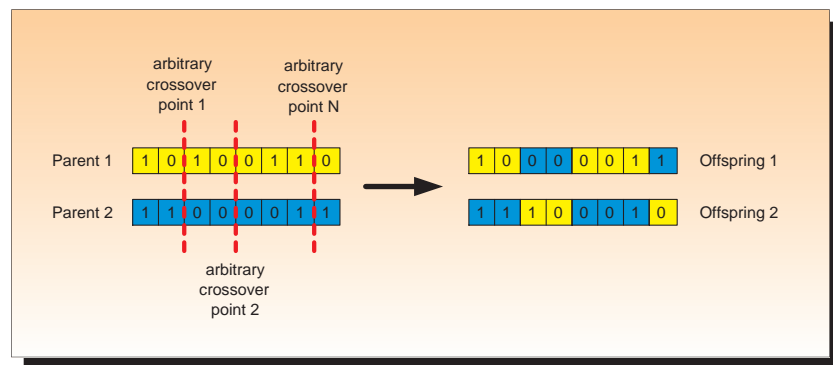 arbitrary
crossover
point 1
arbitrary
crossover
point N
Parent 1 1 0 1 0 0 1 1 0
1 0 0 0 0 0 1 1 Offspring 1
Parent 2 1 1 0 0 0 0 1 1
1 1 1 0 0 0 1 0 Offspring 2
arbitrary
crossover
point 2